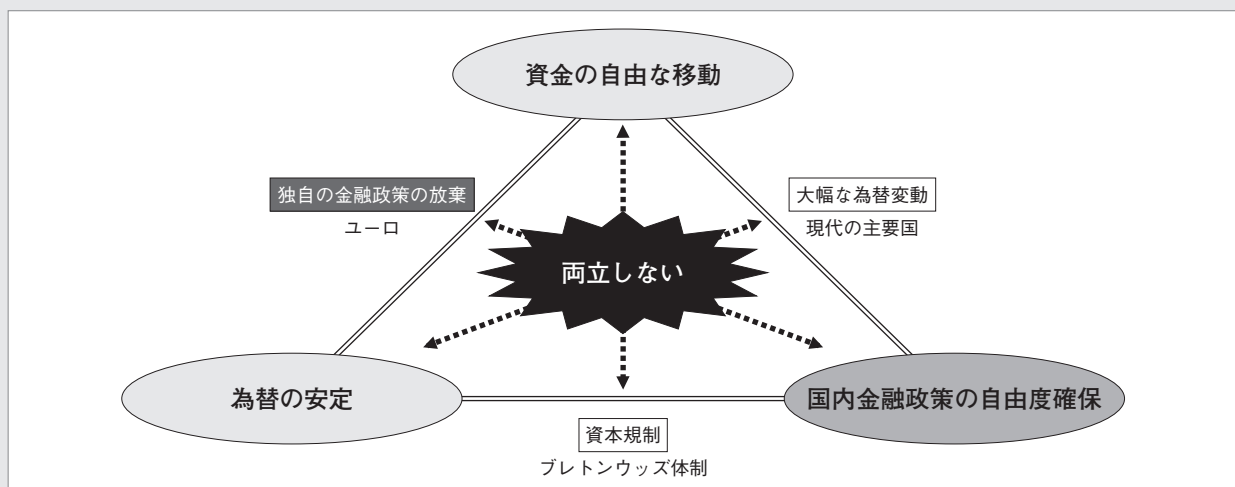 資金の自由な移動
独自の金融政策の放棄
ユーロ
大幅な為替変動
現代の主要国
両立しない
為替の安定
国内金融政策の自由度確保
資本規制
ブレトンウッズ体制